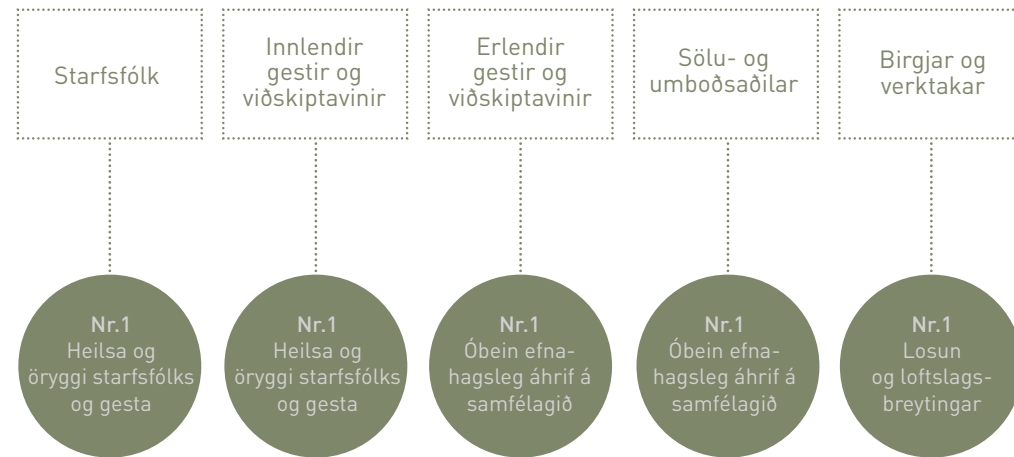 Starfsfólk
Innlendir
gestir og
viðskiptavinir
Erlendir
gestir og
viðskiptavinir
Sölu- og
umboðsaðilar
Birgjar og
verktakar
Nr.1
Heilsa og
öryggi starfsfólks
og gesta
Nr.1
Heilsa og
öryggi starfsfólks
og gesta
Nr.1
Óbein efna-
hagsleg áhrif á
samfélagið
Nr.1
Óbein efna-
hagsleg áhrif á
samfélagið
Nr.1
Losun
og loftslags-
breytingar